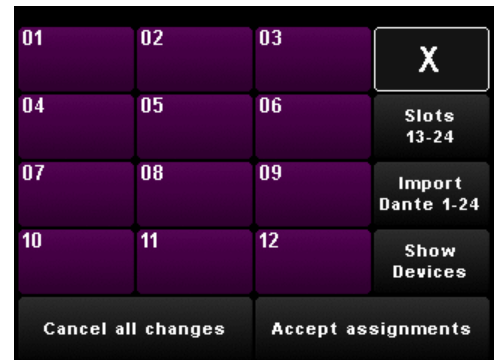 01 02 03 X
04 05 06 Slots
13-24
07 08 09 Import
Dante 1-24
10 11 12 Show
Devices
Cancel all changes Accept assignments